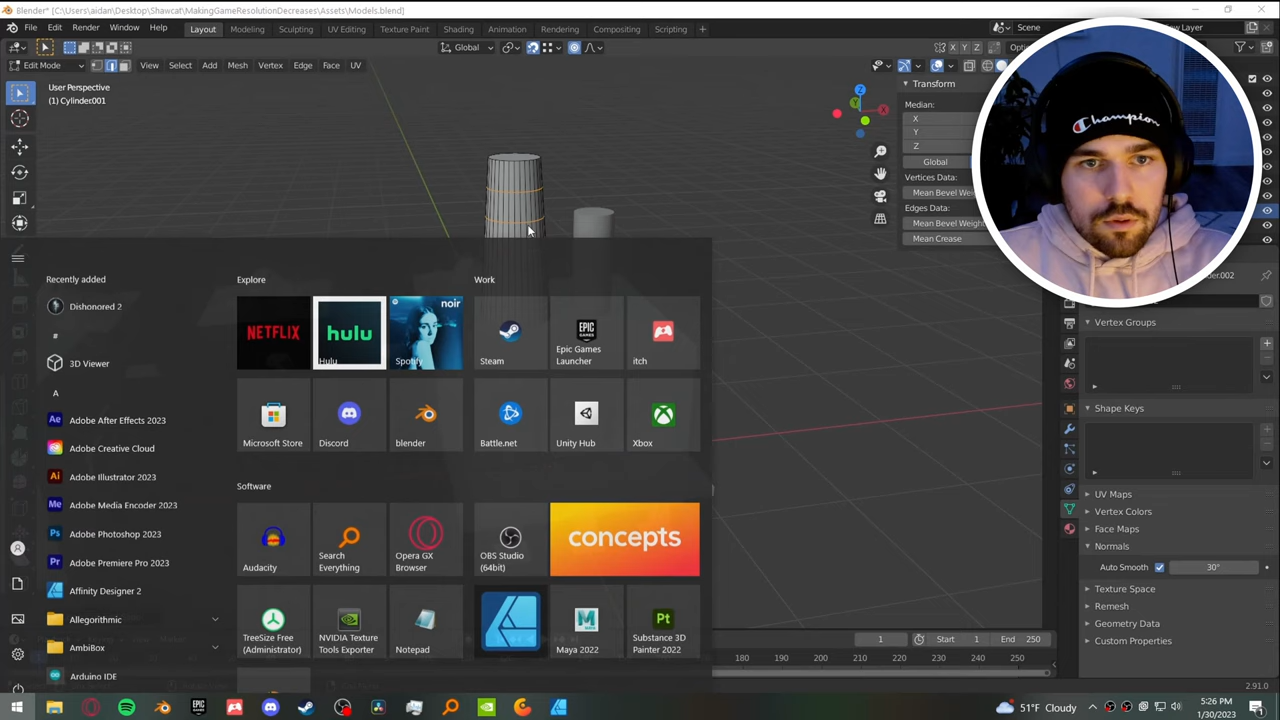 Blender* [C:\Users\aidan\Desktop\Shawcat\MakingGameResolutionDecreases\Assets\Models.blend]
File Edit Render Window Help
Layout Modeling Sculpting UV Editing Texture Paint Shading Animation Rendering Compositing Scripting +
Scene
w Layer
Global
X Y Z
Edit Mode View Select Add Mesh Vertex Edge Face UV
User Perspective
(1) Cylinder001
Z
Y
X
Transform
Median:
X
Y
Z
Global
Vertices Data:
Mean Bevel Wei
Edges Data:
Mean Bevel Weight
Mean Crease
Champion
der.002
Vertex Groups
Shape Keys
UV Maps
Vertex Colors
Face Maps
Normals
Auto Smooth 30°
Texture Space
Remesh
Geometry Data
Custom Properties
1 Start 1 End 250
180 190 200 210 220 230 240 250
2.91.0
Recently added
Dishonored 2
#
3D Viewer
A
Adobe After Effects 2023
Adobe Creative Cloud
Adobe Illustrator 2023
Adobe Media Encoder 2023
Adobe Photoshop 2023
Adobe Premiere Pro 2023
Affinity Designer 2
Allegorithmic
AmbiBox
Arduino IDE
Explore
NETFLIX
hulu
Hulu
noir
Spotify
Microsoft Store
Discord
blender
Work
Steam
EPIC GAMES
Epic Games Launcher
itch
Battle.net
Unity Hub
Xbox
Software
Audacity
Search Everything
Opera GX Browser
OBS Studio (64bit)
concepts
TreeSize Free (Administrator)
NVIDIA Texture Tools Exporter
Notepad
Maya 2022
Pt
Substance 3D Painter 2022
51°F Cloudy
5:26 PM
1/30/2023